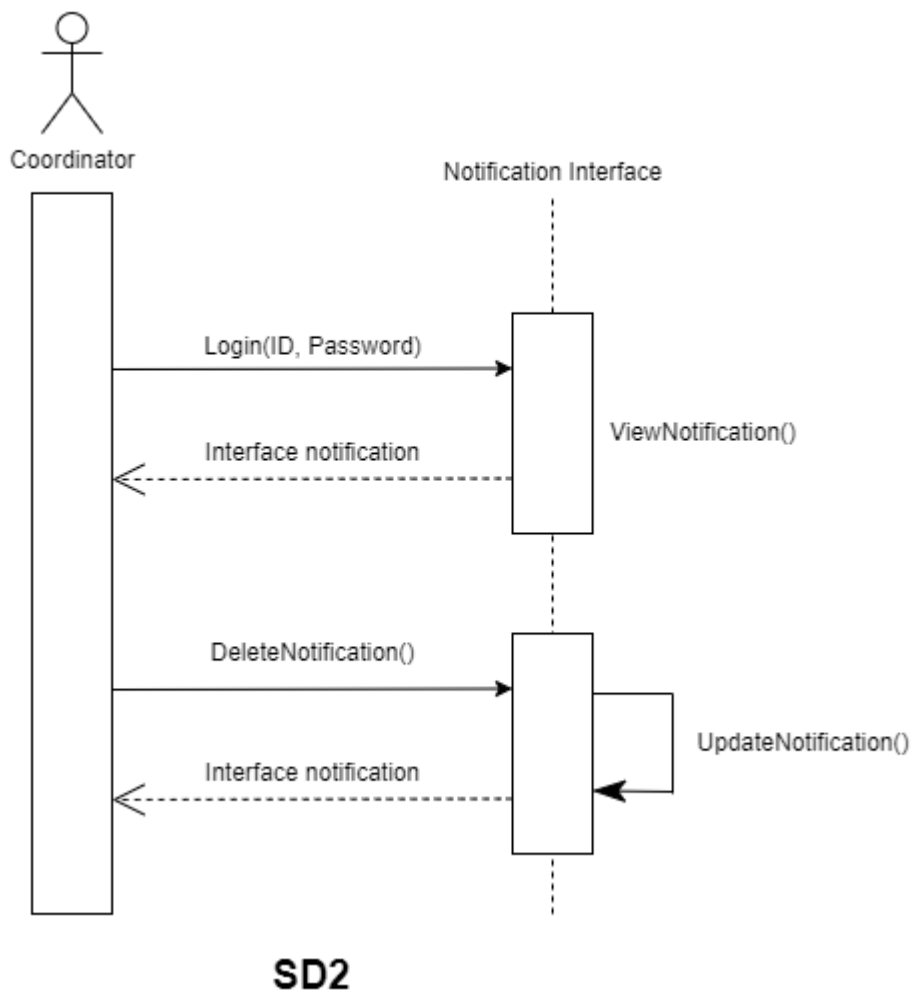 Coordinator
Notification Interface
Login(ID, Password)
ViewNotification()
Interface notification
DeleteNotification()
UpdateNotification()
Interface notification
SD2